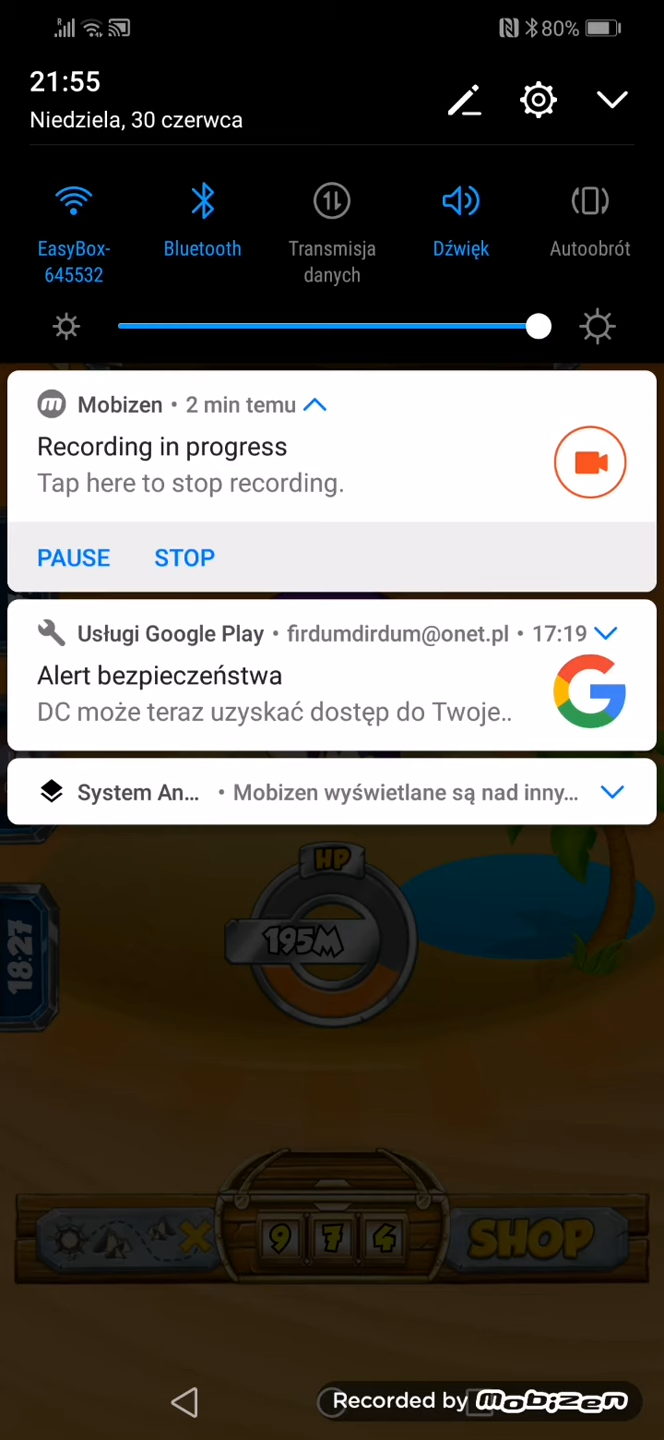 R 80%
21:55
Niedziela, 30 czerwca
EasyBox-
645532
Bluetooth
Transmisja
danych
Dźwięk
Autoobrót
Mobizen • 2 min temu
Recording in progress
Tap here to stop recording.
PAUSE STOP
Usługi Google Play • firdumdirdum@onet.pl • 17:19
Alert bezpieczeństwa
DC może teraz uzyskać dostęp do Twoje..
System An... • Mobizen wyświetlane są nad inny...
HP
195M
18:27
9 7 4
SHOP
Recorded by mobizen